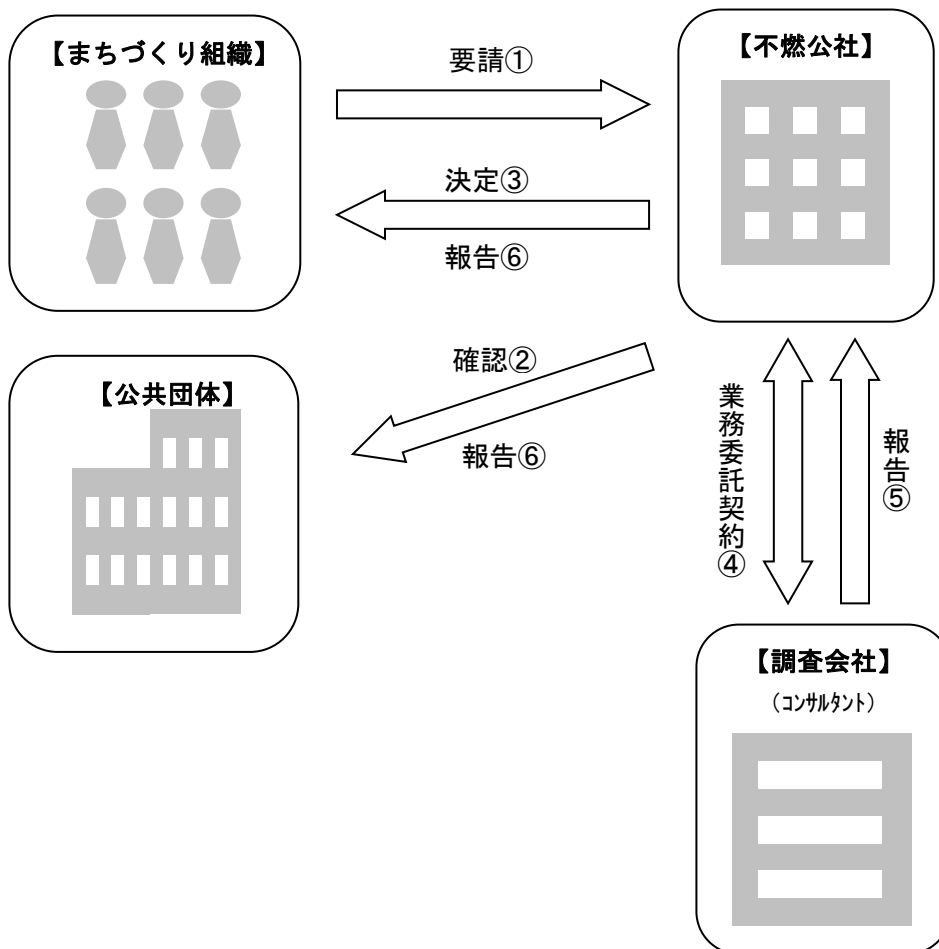 【まちづくり組織】
要請①
【不燃公社】
決定③
報告⑥
確認②
【公共団体】
報告⑥
業務委託契約④
報告⑤
【調査会社】
（ｺﾝｻﾙﾀﾝﾄ）